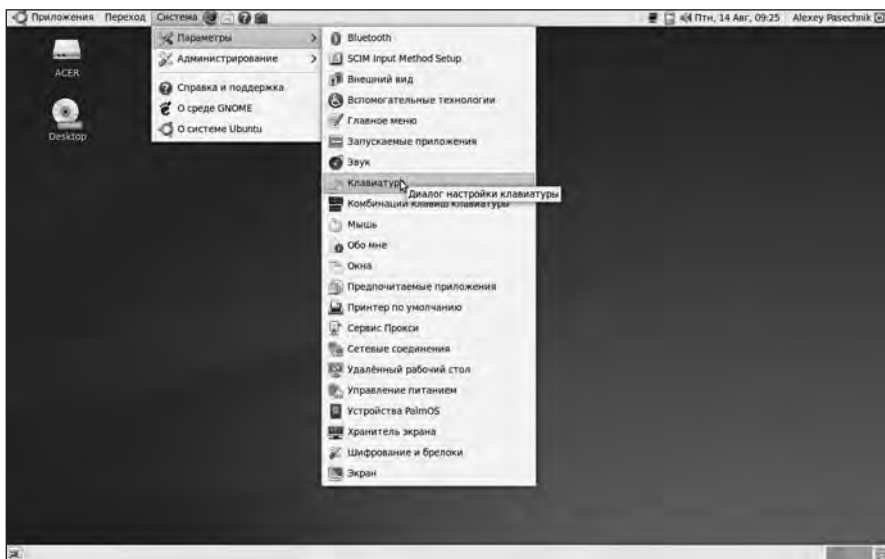 Приложения Переход Система Птн, 14 Авг, 09:25 Alexey Pasechnik
ACER
Desktop
Параметры
Администрирование
Справка и поддержка
О среде GNOME
О системе Ubuntu
Bluetooth
SCIM Input Method Setup
Внешний вид
Вспомогательные технологии
Главное меню
Запускаемые приложения
Звук
Клавиатура
Диалог настройки клавиатуры
Комбинации клавиш клавиатуры
Мышь
Обо мне
Окна
Предпочитаемые приложения
Принтер по умолчанию
Сервис Прокси
Сетевые соединения
Удалённый рабочий стол
Управление питанием
Устройства PalmOS
Хранитель экрана
Шифрование и брелоки
Экран